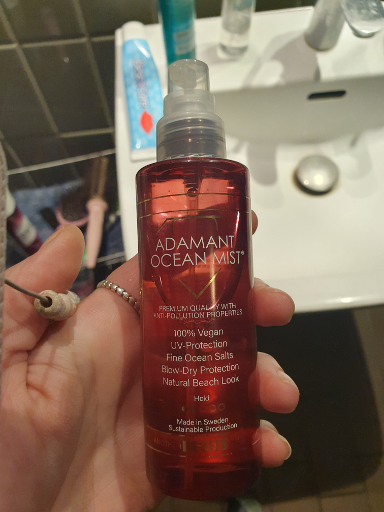 ADAMANT
OCEAN MIST®
PREMIUM QUALITY WITH
ANTI-POLLUTION PROPERTIES
100% Vegan
UV-Protection
Fine Ocean Salts
Blow-Dry Protection
Natural Beach Look
Hold
Made in Sweden
Sustainable Production